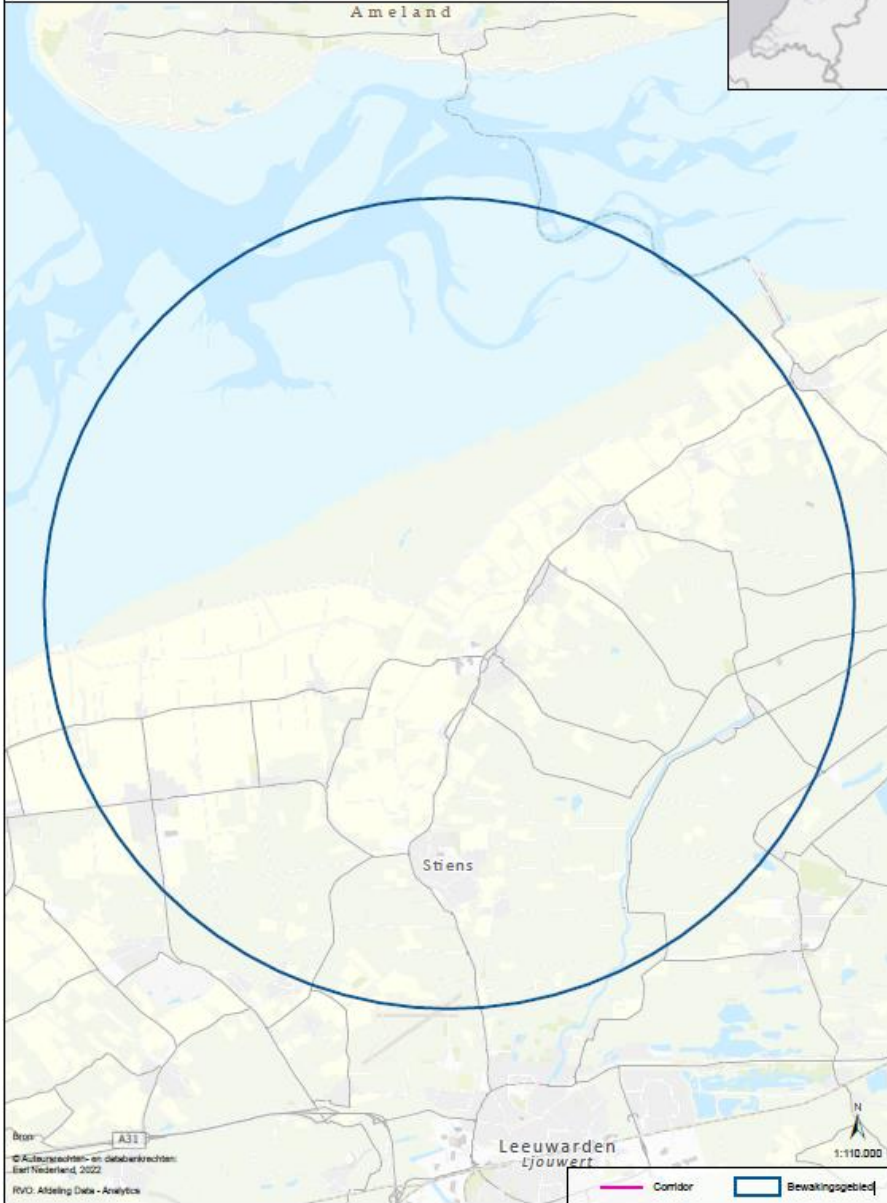 Ameland
Stiens
Bron:
A31
© Auteursrechten- en databankrechten:
Esri Nederland, 2022
RVO: Afdeling Data - Analytics
Leeuwarden
Ljouwert
N
1:110.000
Corridor
Bewakingsgebied